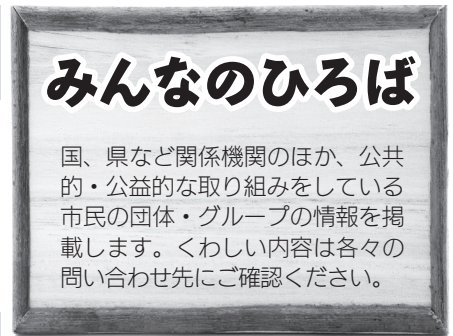 みんなのひろば
国、県など関係機関のほか、公共
的・公益的な取り組みをしている
市民の団体・グループの情報を掲
載します。くわしい内容は各々の
問い合わせ先にご確認ください。